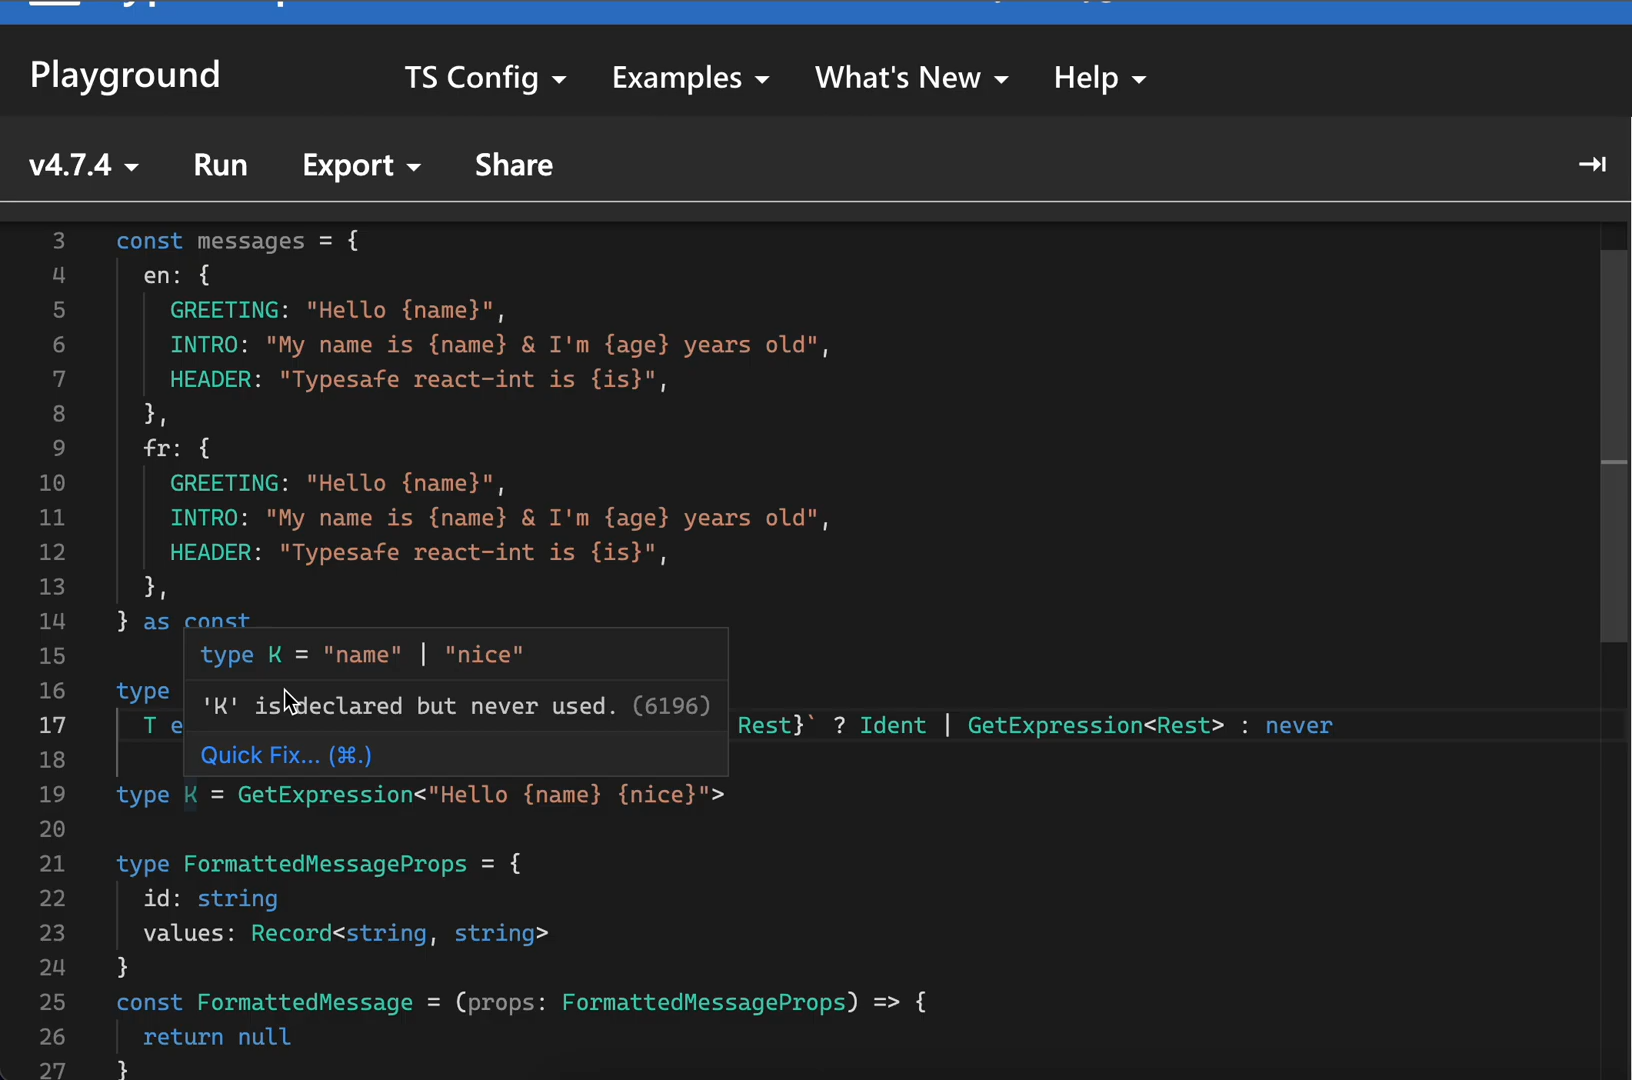 Playground
TS Config Examples What's New Help
v4.7.4 Run Export Share
3 const messages = {
4 en: {
5 GREETING: "Hello {name}",
6 INTRO: "My name is {name} & I'm {age} years old",
7 HEADER: "Typesafe react-int is {is}",
8 },
9 fr: {
10 GREETING: "Hello {name}",
11 INTRO: "My name is {name} & I'm {age} years old",
12 HEADER: "Typesafe react-int is {is}",
13 },
14 } as const
15 type K = "name" | "nice"
16 type 'K' is declared but never used. (6196)
17 T e Rest}` ? Ident | GetExpression<Rest> : never
18 Quick Fix... (⌘.)
19 type K = GetExpression<"Hello {name} {nice}">
20
21 type FormattedMessageProps = {
22 id: string
23 values: Record<string, string>
24 }
25 const FormattedMessage = (props: FormattedMessageProps) => {
26 return null
27 }